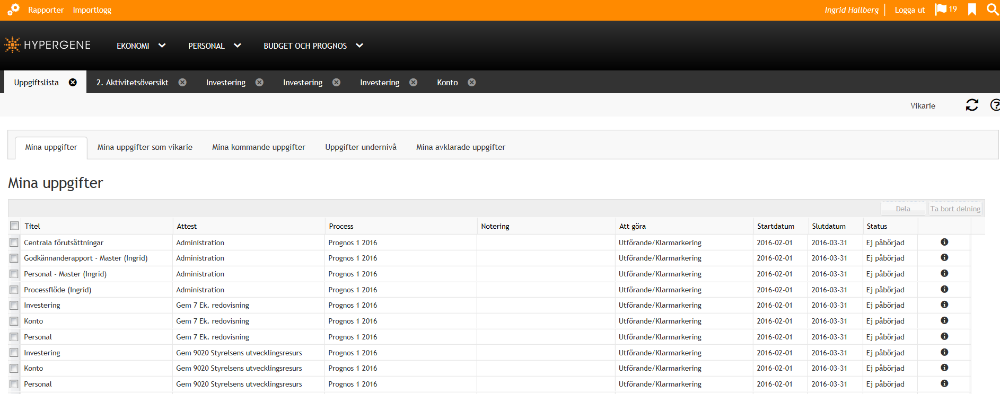 Rapporter Importlogg Ingrid Hallberg Logga ut 19
HYPERGENE EKONOMI PERSONAL BUDGET OCH PROGNOS
Uppgiftslista 2. Aktivitetsöversikt Investering Investering Investering Konto
Vikarie
Mina uppgifter Mina uppgifter som vikarie Mina kommande uppgifter Uppgifter undernivå Mina avklarade uppgifter
Mina uppgifter
Dela Ta bort delning
Titel Attest Process Notering Att göra Startdatum Slutdatum Status
Centrala förutsättningar Administration Prognos 1 2016 Utförande/Klarmarkering 2016-02-01 2016-03-31 Ej påbörjad
Godkännanderapport - Master (Ingrid) Administration Prognos 1 2016 Utförande/Klarmarkering 2016-02-01 2016-03-31 Ej påbörjad
Personal - Master (Ingrid) Administration Prognos 1 2016 Utförande/Klarmarkering 2016-02-01 2016-03-31 Ej påbörjad
Processflöde (Ingrid) Administration Prognos 1 2016 Utförande/Klarmarkering 2016-02-01 2016-03-31 Ej påbörjad
Investering Gem 7 Ek. redovisning Prognos 1 2016 Utförande/Klarmarkering 2016-02-01 2016-03-31 Ej påbörjad
Konto Gem 7 Ek. redovisning Prognos 1 2016 Utförande/Klarmarkering 2016-02-01 2016-03-31 Ej påbörjad
Personal Gem 7 Ek. redovisning Prognos 1 2016 Utförande/Klarmarkering 2016-02-01 2016-03-31 Ej påbörjad
Investering Gem 9020 Styrelsens utvecklingsresurs Prognos 1 2016 Utförande/Klarmarkering 2016-02-01 2016-03-31 Ej påbörjad
Konto Gem 9020 Styrelsens utvecklingsresurs Prognos 1 2016 Utförande/Klarmarkering 2016-02-01 2016-03-31 Ej påbörjad
Personal Gem 9020 Styrelsens utvecklingsresurs Prognos 1 2016 Utförande/Klarmarkering 2016-02-01 2016-03-31 Ej påbörjad